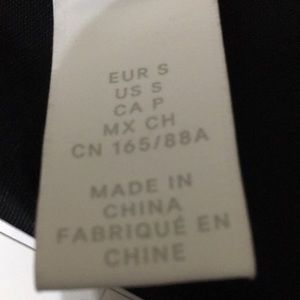 EUR S
US S
CA P
MX CH
CN 165/88A
MADE IN
CHINA
FABRIQUÉ EN
CHINE